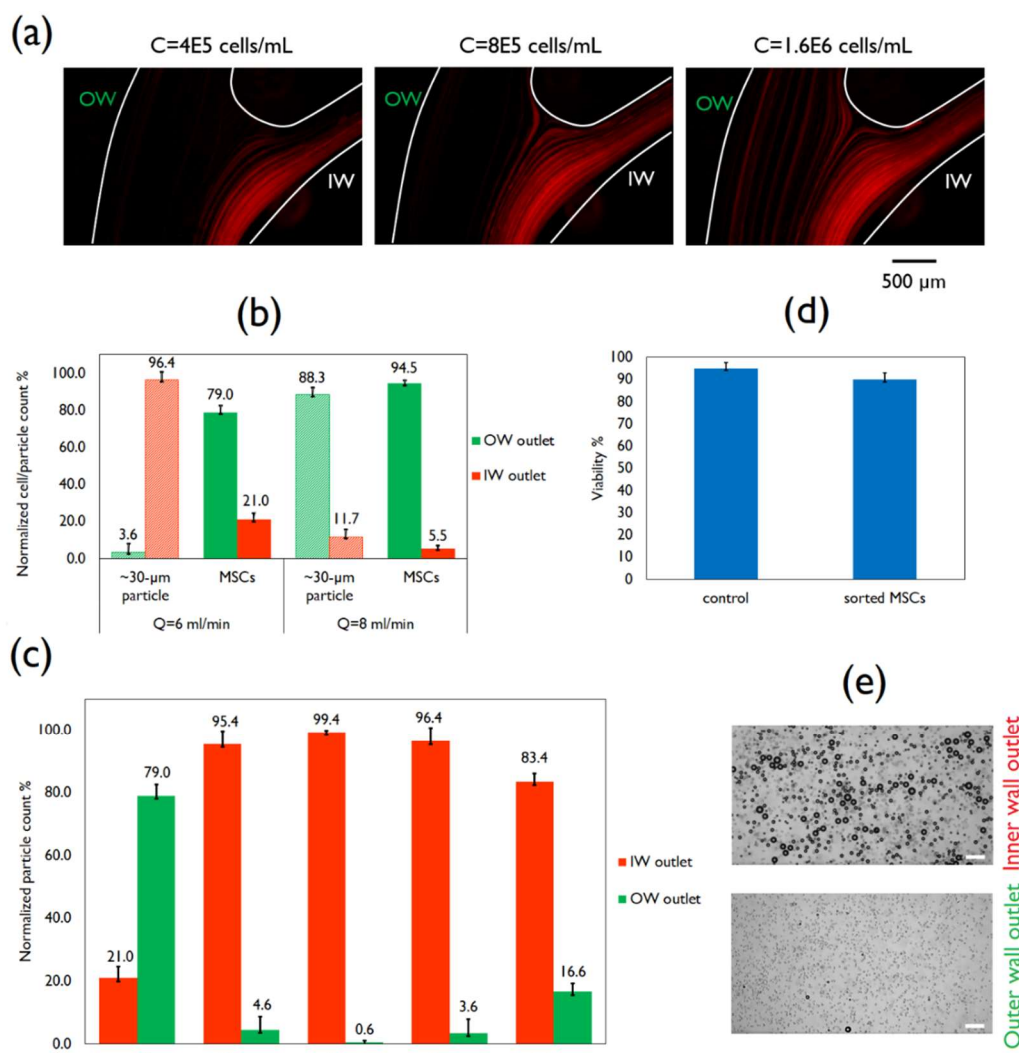 (a)
C=4E5 cells/mL
C=8E5 cells/mL
C=1.6E6 cells/mL
OW
IW
OW
IW
OW
IW
500 µm
(b)
Normalized cell/particle count %
100.0
80.0
60.0
40.0
20.0
0.0
3.6
96.4
79.0
21.0
88.3
11.7
94.5
5.5
~30-µm particle
MSCs
~30-µm particle
MSCs
Q=6 ml/min
Q=8 ml/min
OW outlet
IW outlet
(d)
Viability %
100
90
80
70
60
50
40
30
20
10
0
control
sorted MSCs
(c)
Normalized particle count %
100.0
80.0
60.0
40.0
20.0
0.0
21.0
79.0
95.4
4.6
99.4
0.6
96.4
3.6
83.4
16.6
IW outlet
OW outlet
(e)
Inner wall outlet
Outer wall outlet